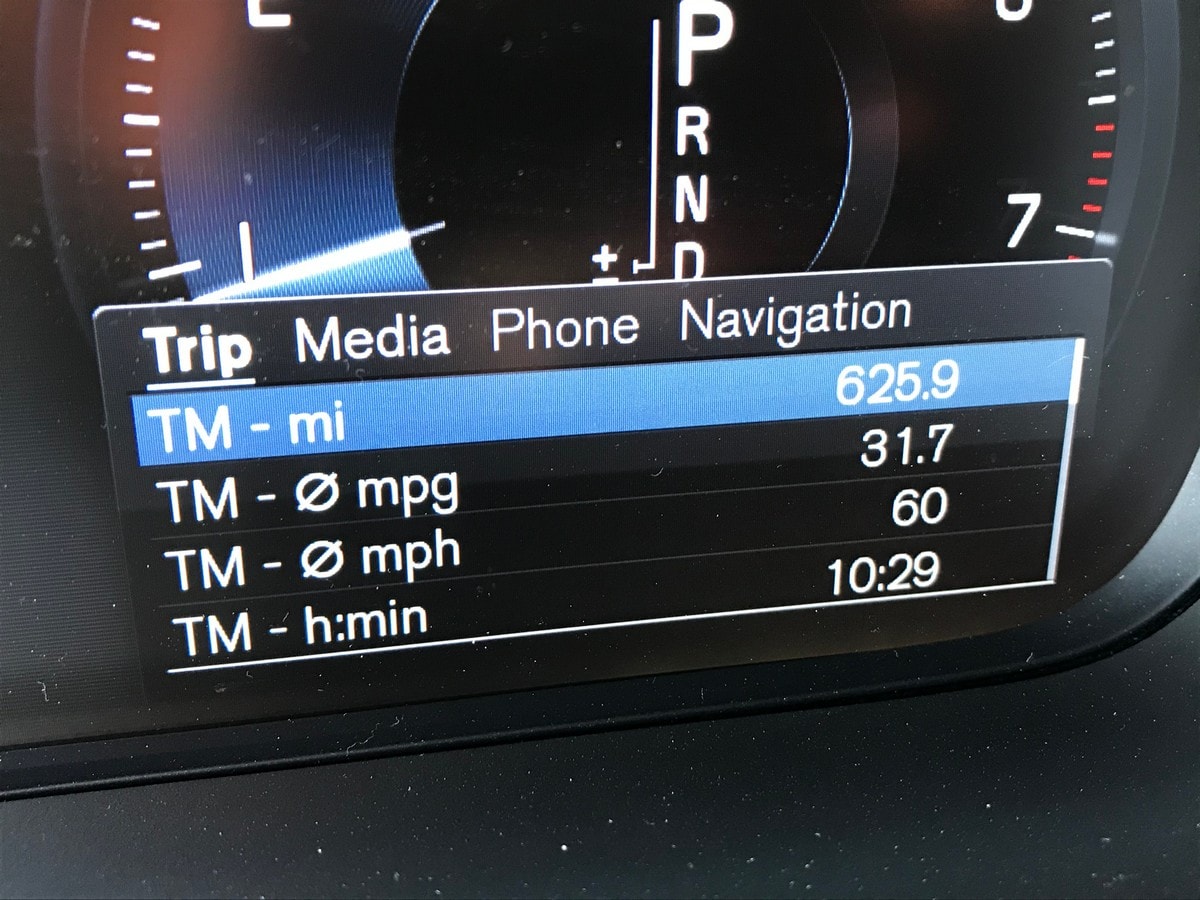 P
R
N
D
+
–
7
Trip Media Phone Navigation
TM - mi 625.9
TM - Ø mpg 31.7
TM - Ø mph 60
TM - h:min 10:29